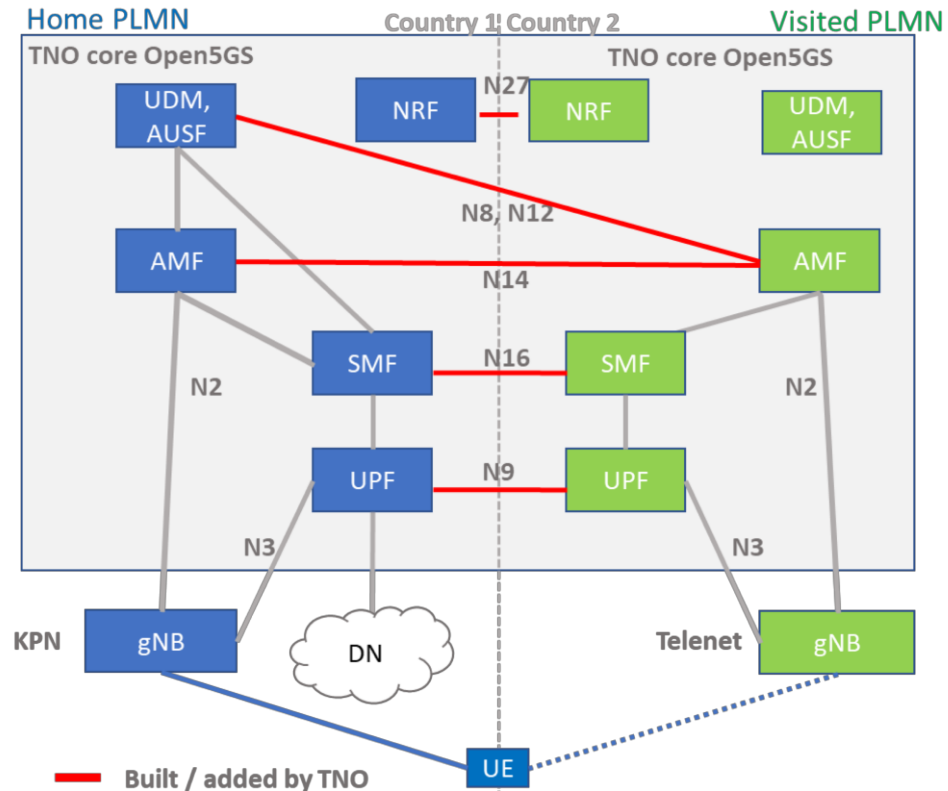 Home PLMN
Country 1 Country 2
Visited PLMN
TNO core Open5GS
TNO core Open5GS
UDM,
AUSF
NRF
N27
NRF
UDM,
AUSF
N8, N12
AMF
AMF
N14
SMF
N16
SMF
N2
N2
UPF
N9
UPF
N3
N3
KPN
gNB
DN
Telenet
gNB
UE
Built / added by TNO